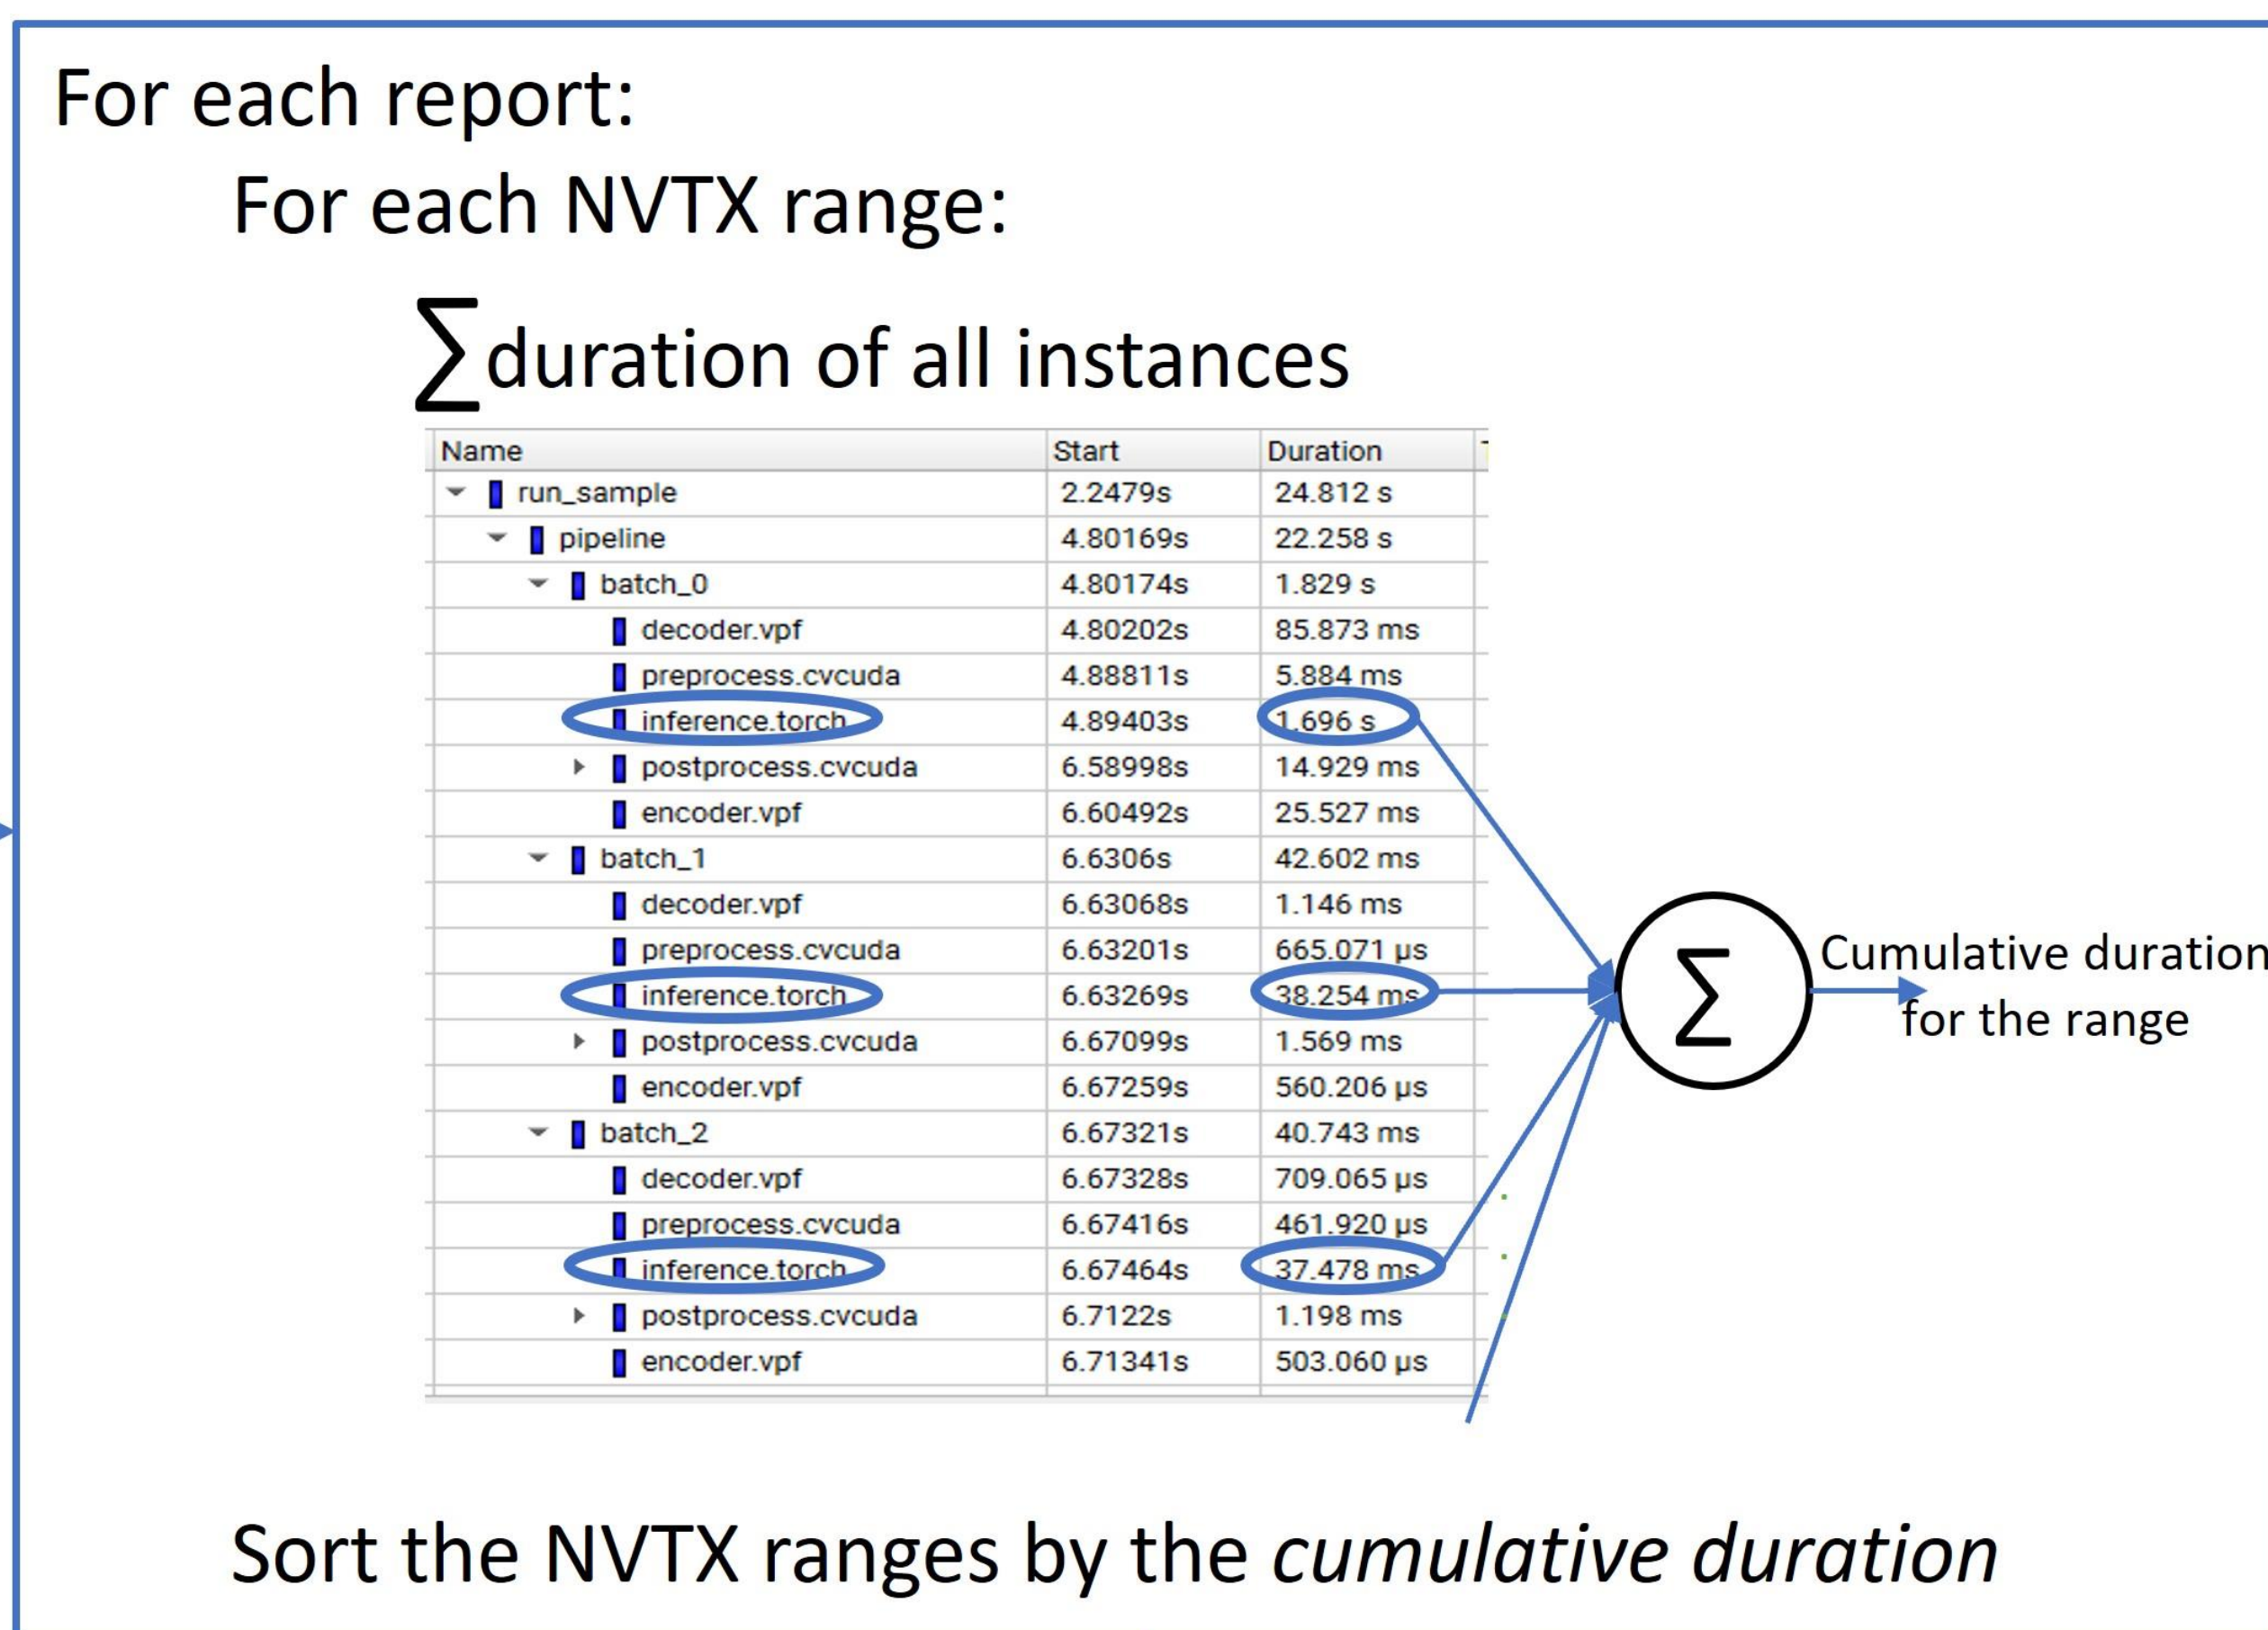 For each report:
For each NVTX range:
∑duration of all instances
Name Start Duration
run_sample 2.2479s 24.812 s
pipeline 4.80169s 22.258 s
batch_0 4.80174s 1.829 s
decoder.vpf 4.80202s 85.873 ms
preprocess.cvcuda 4.88811s 5.884 ms
inference.torch 4.89403s 1.696 s
postprocess.cvcuda 6.58998s 14.929 ms
encoder.vpf 6.60492s 25.527 ms
batch_1 6.6306s 42.602 ms
decoder.vpf 6.63068s 1.146 ms
preprocess.cvcuda 6.63201s 665.071 µs
inference.torch 6.63269s 38.254 ms
postprocess.cvcuda 6.67099s 1.569 ms
encoder.vpf 6.67259s 560.206 µs
batch_2 6.67321s 40.743 ms
decoder.vpf 6.67328s 709.065 µs
preprocess.cvcuda 6.67416s 461.920 µs
inference.torch 6.67464s 37.478 ms
postprocess.cvcuda 6.7122s 1.198 ms
encoder.vpf 6.71341s 503.060 µs
∑
Cumulative duration
for the range
Sort the NVTX ranges by the cumulative duration